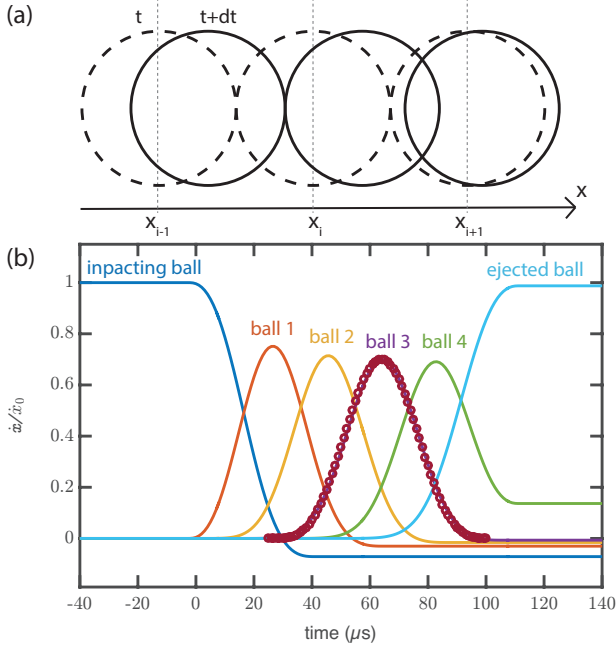 (a)
t
t+dt
x
x_{i-1}
x_i
x_{i+1}
(b)
inpacting ball
ejected ball
ball 1
ball 2
ball 3
ball 4
ẋ/ẋ₀
1
0.8
0.6
0.4
0.2
0
-40
-20
0
20
40
60
80
100
120
140
time (μs)